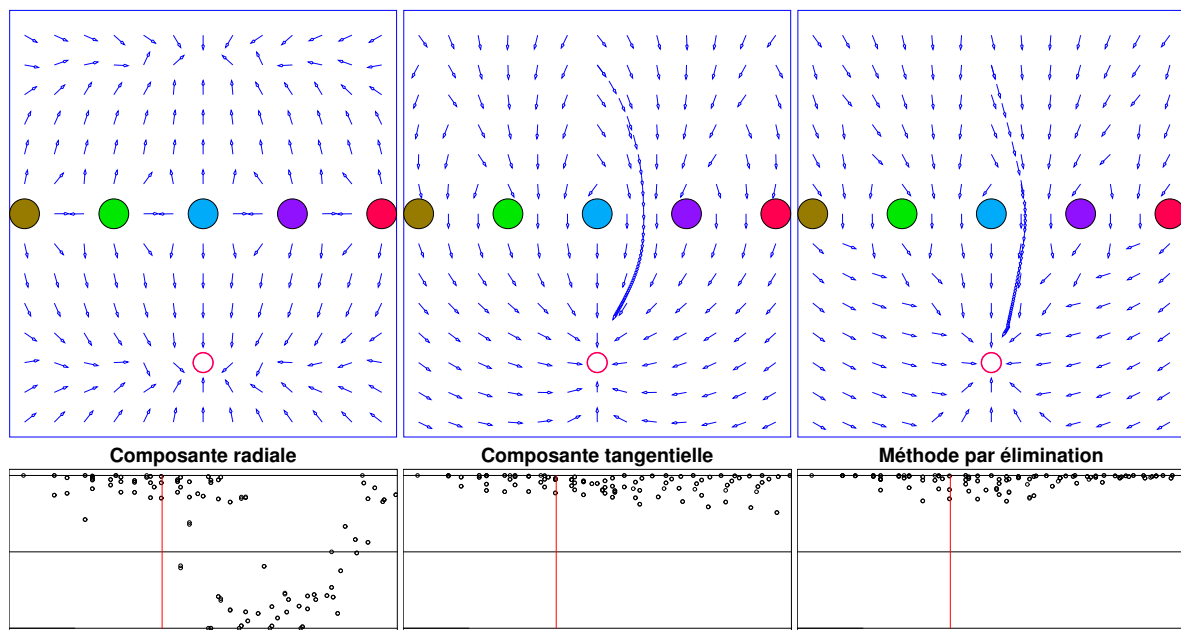 Composante radiale
Composante tangentielle
Méthode par élimination